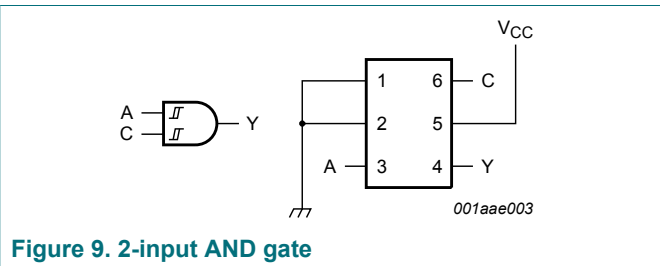 VCC
1 6 C
A
C
Y
2 5
A 3 4 Y
001aae003
Figure 9. 2-input AND gate